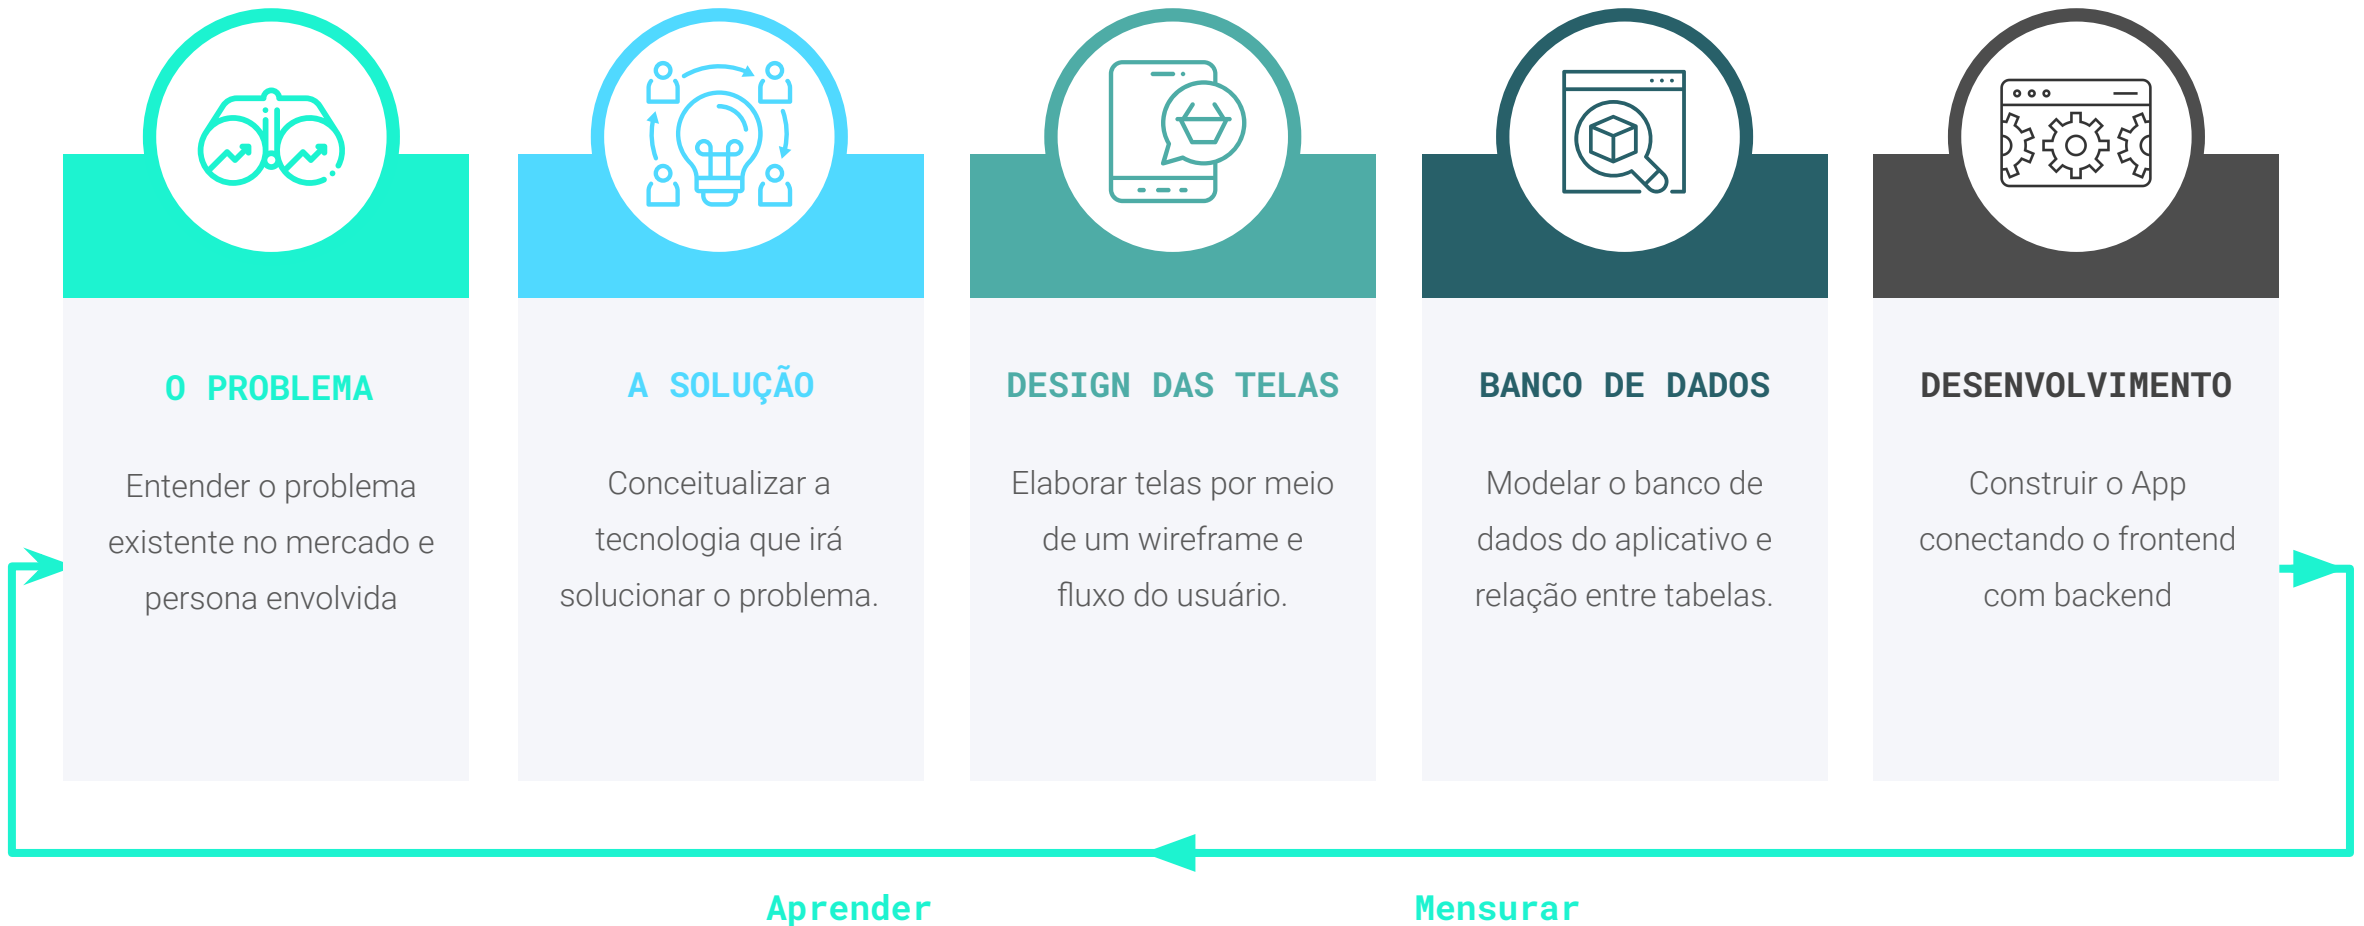 O PROBLEMA
Entender o problema
existente no mercado e
persona envolvida
A SOLUÇÃO
Conceitualizar a
tecnologia que irá
solucionar o problema.
DESIGN DAS TELAS
Elaborar telas por meio
de um wireframe e
fluxo do usuário.
BANCO DE DADOS
Modelar o banco de
dados do aplicativo e
relação entre tabelas.
DESENVOLVIMENTO
Construir o App
conectando o frontend
com backend
Aprender
Mensurar